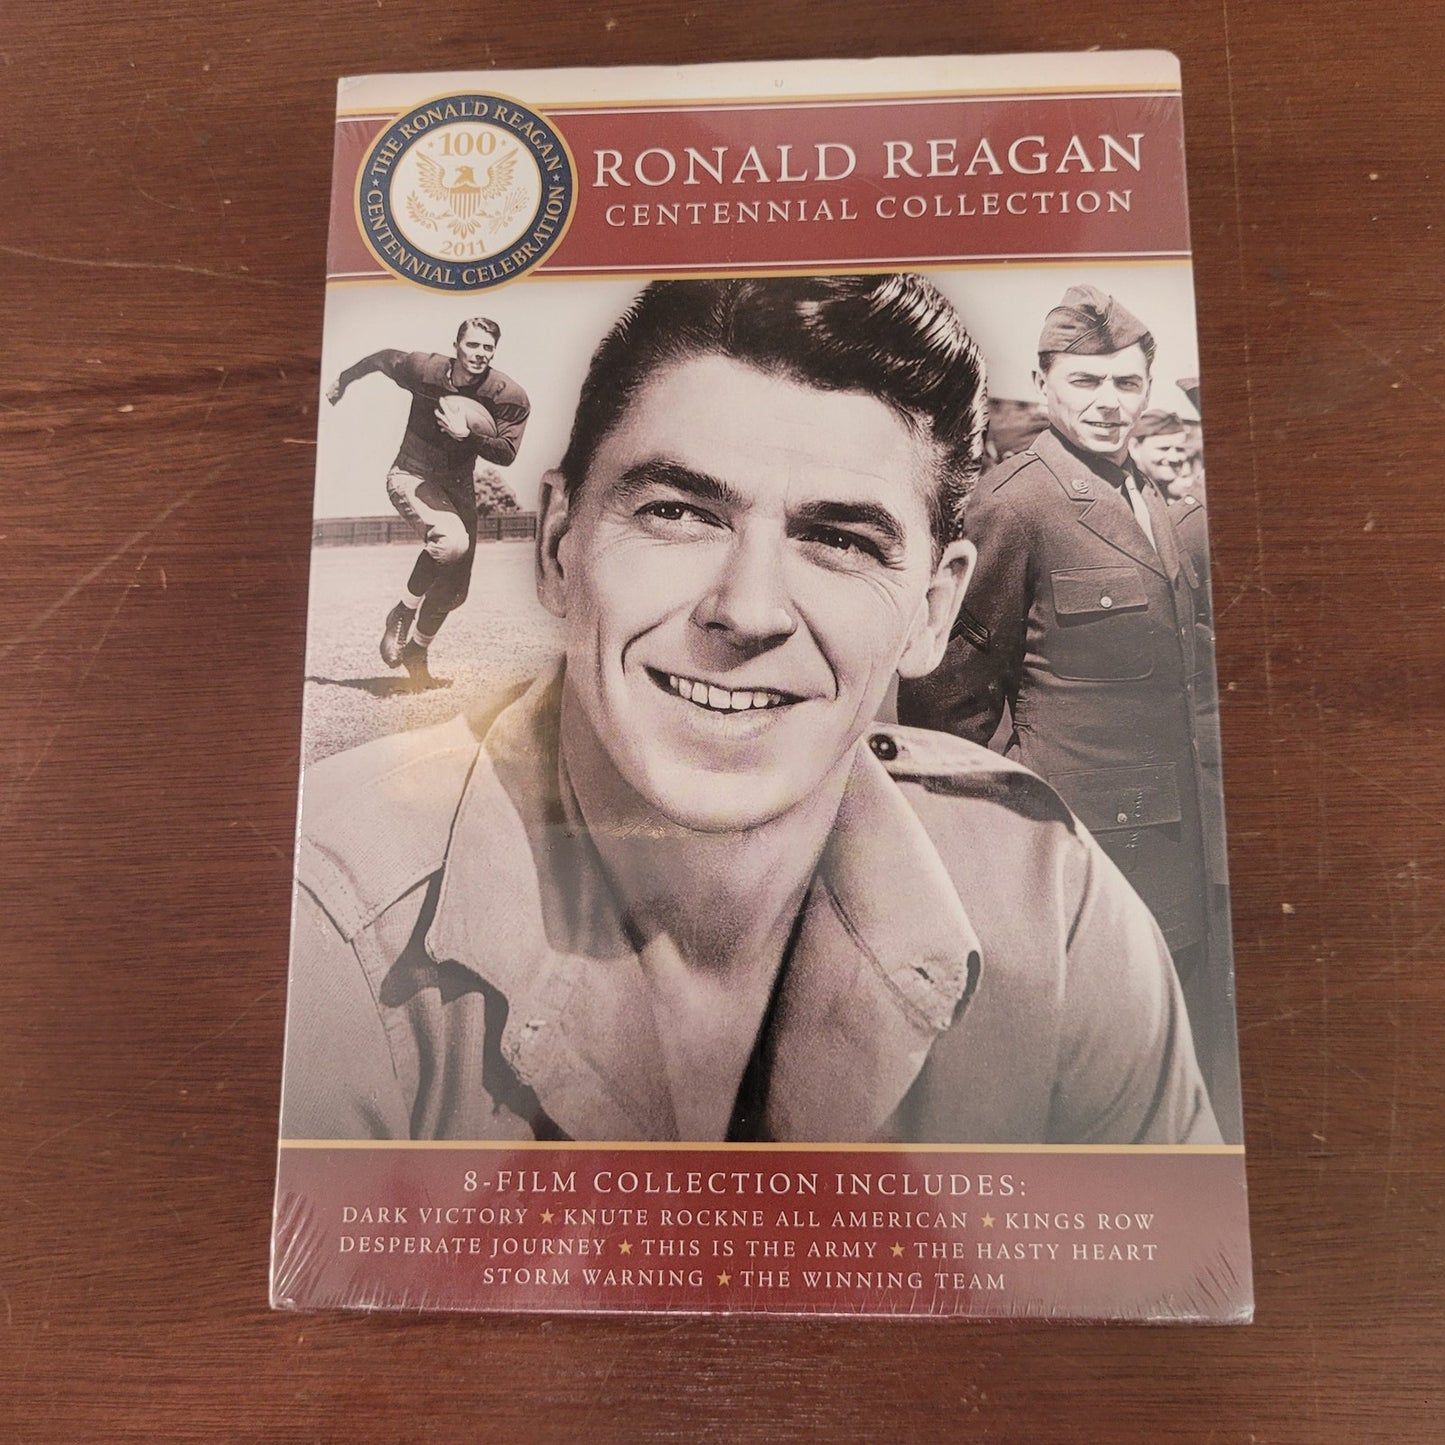 THE RONALD REAGAN
CENTENNIAL CELEBRATION
100
2011
RONALD REAGAN
CENTENNIAL COLLECTION
8-FILM COLLECTION INCLUDES:
DARK VICTORY ★ KNUTE ROCKNE ALL AMERICAN ★ KINGS ROW
DESPERATE JOURNEY ★ THIS IS THE ARMY ★ THE HASTY HEART
STORM WARNING ★ THE WINNING TEAM